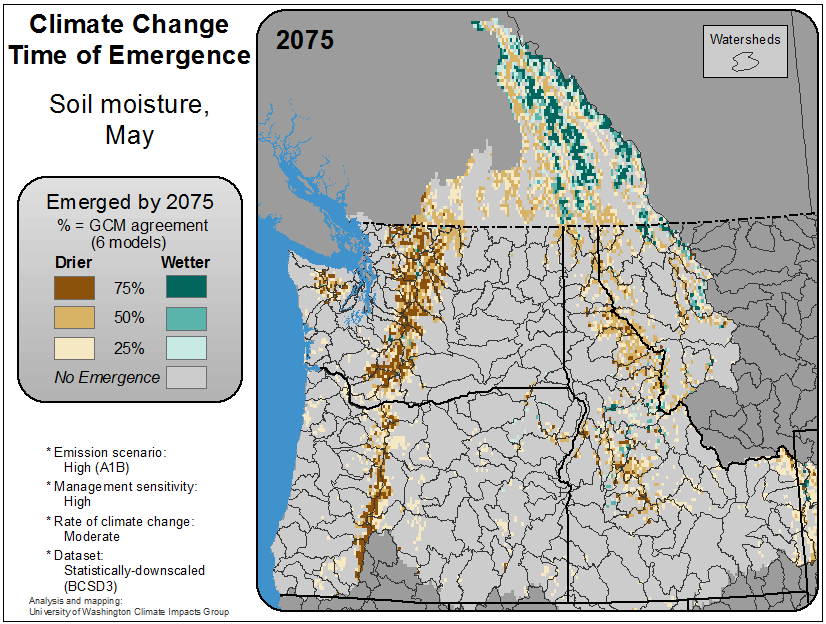 Climate Change
Time of Emergence
Soil moisture,
May
Emerged by 2075
% = GCM agreement
(6 models)
Drier Wetter
75%
50%
25%
No Emergence
* Emission scenario:
High (A1B)
* Management sensitivity:
High
* Rate of climate change:
Moderate
* Dataset:
Statistically-downscaled
(BCSD3)
Analysis and mapping:
University of Washington Climate Impacts Group
2075
Watersheds